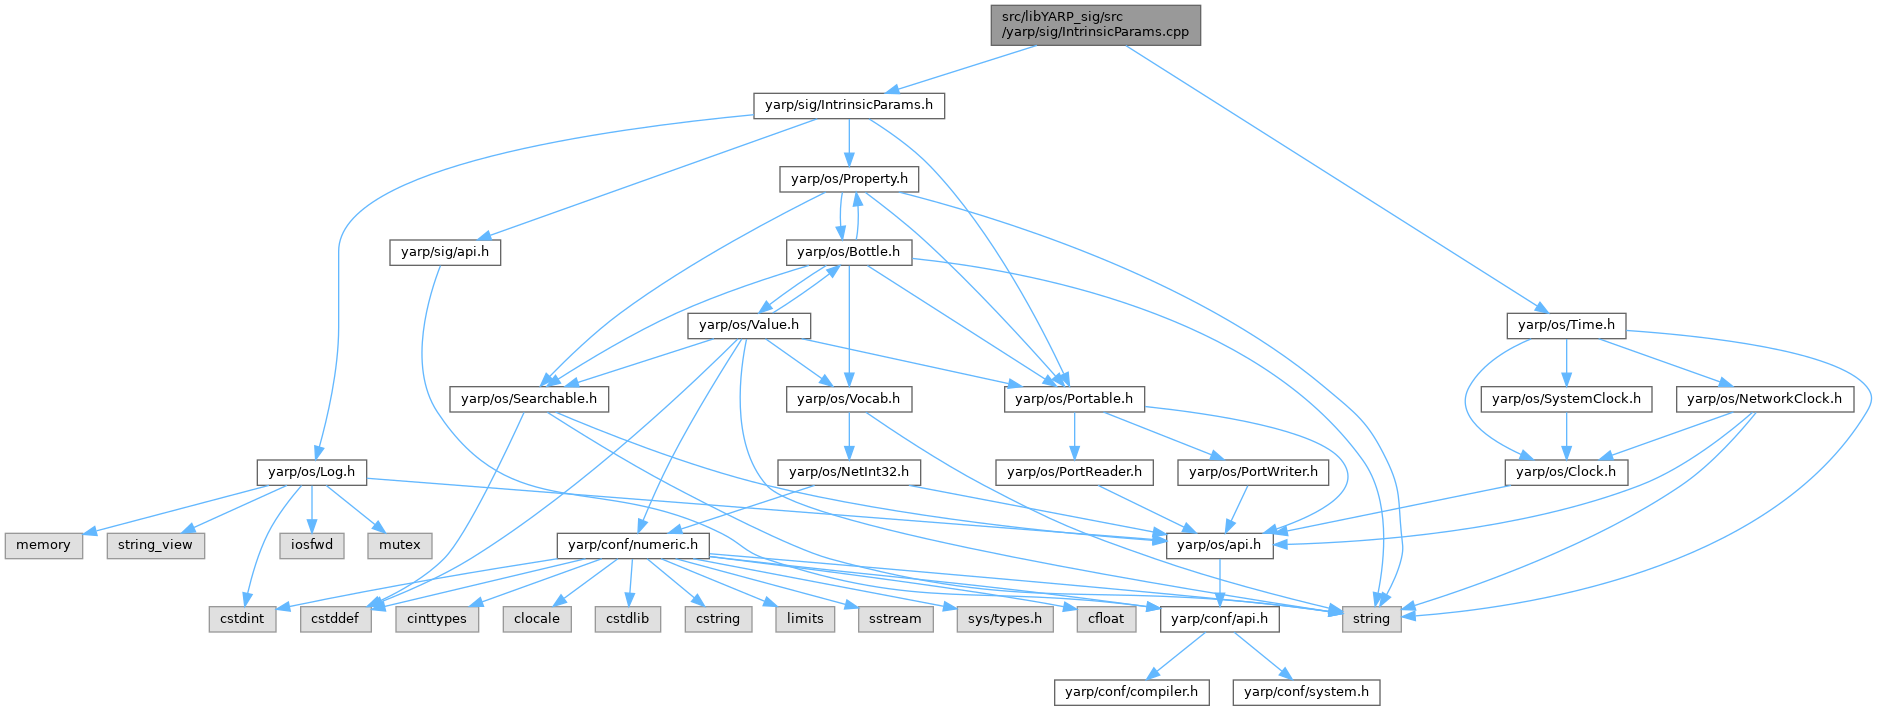 src/libYARP_sig/src
/yarp/sig/IntrinsicParams.cpp
yarp/sig/IntrinsicParams.h
yarp/os/Property.h
yarp/sig/api.h
yarp/os/Bottle.h
yarp/os/Value.h
yarp/os/Time.h
yarp/os/Searchable.h
yarp/os/Vocab.h
yarp/os/Portable.h
yarp/os/SystemClock.h
yarp/os/NetworkClock.h
yarp/os/Log.h
yarp/os/NetInt32.h
yarp/os/PortReader.h
yarp/os/PortWriter.h
yarp/os/Clock.h
memory
string_view
iosfwd
mutex
yarp/conf/numeric.h
yarp/os/api.h
cstdint
cstddef
cinttypes
clocale
cstdlib
cstring
limits
sstream
sys/types.h
cfloat
yarp/conf/api.h
string
yarp/conf/compiler.h
yarp/conf/system.h